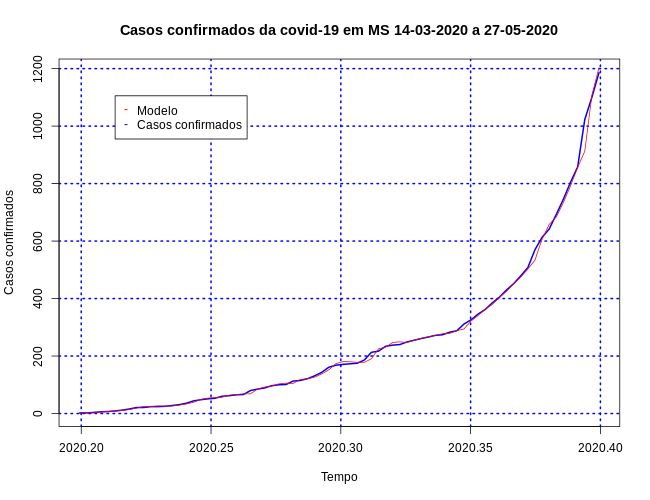 Casos confirmados da covid-19 em MS 14-03-2020 a 27-05-2020
Casos confirmados
1200
1000
800
600
400
200
0
Modelo
Casos confirmados
2020.20
2020.25
2020.30
2020.35
2020.40
Tempo